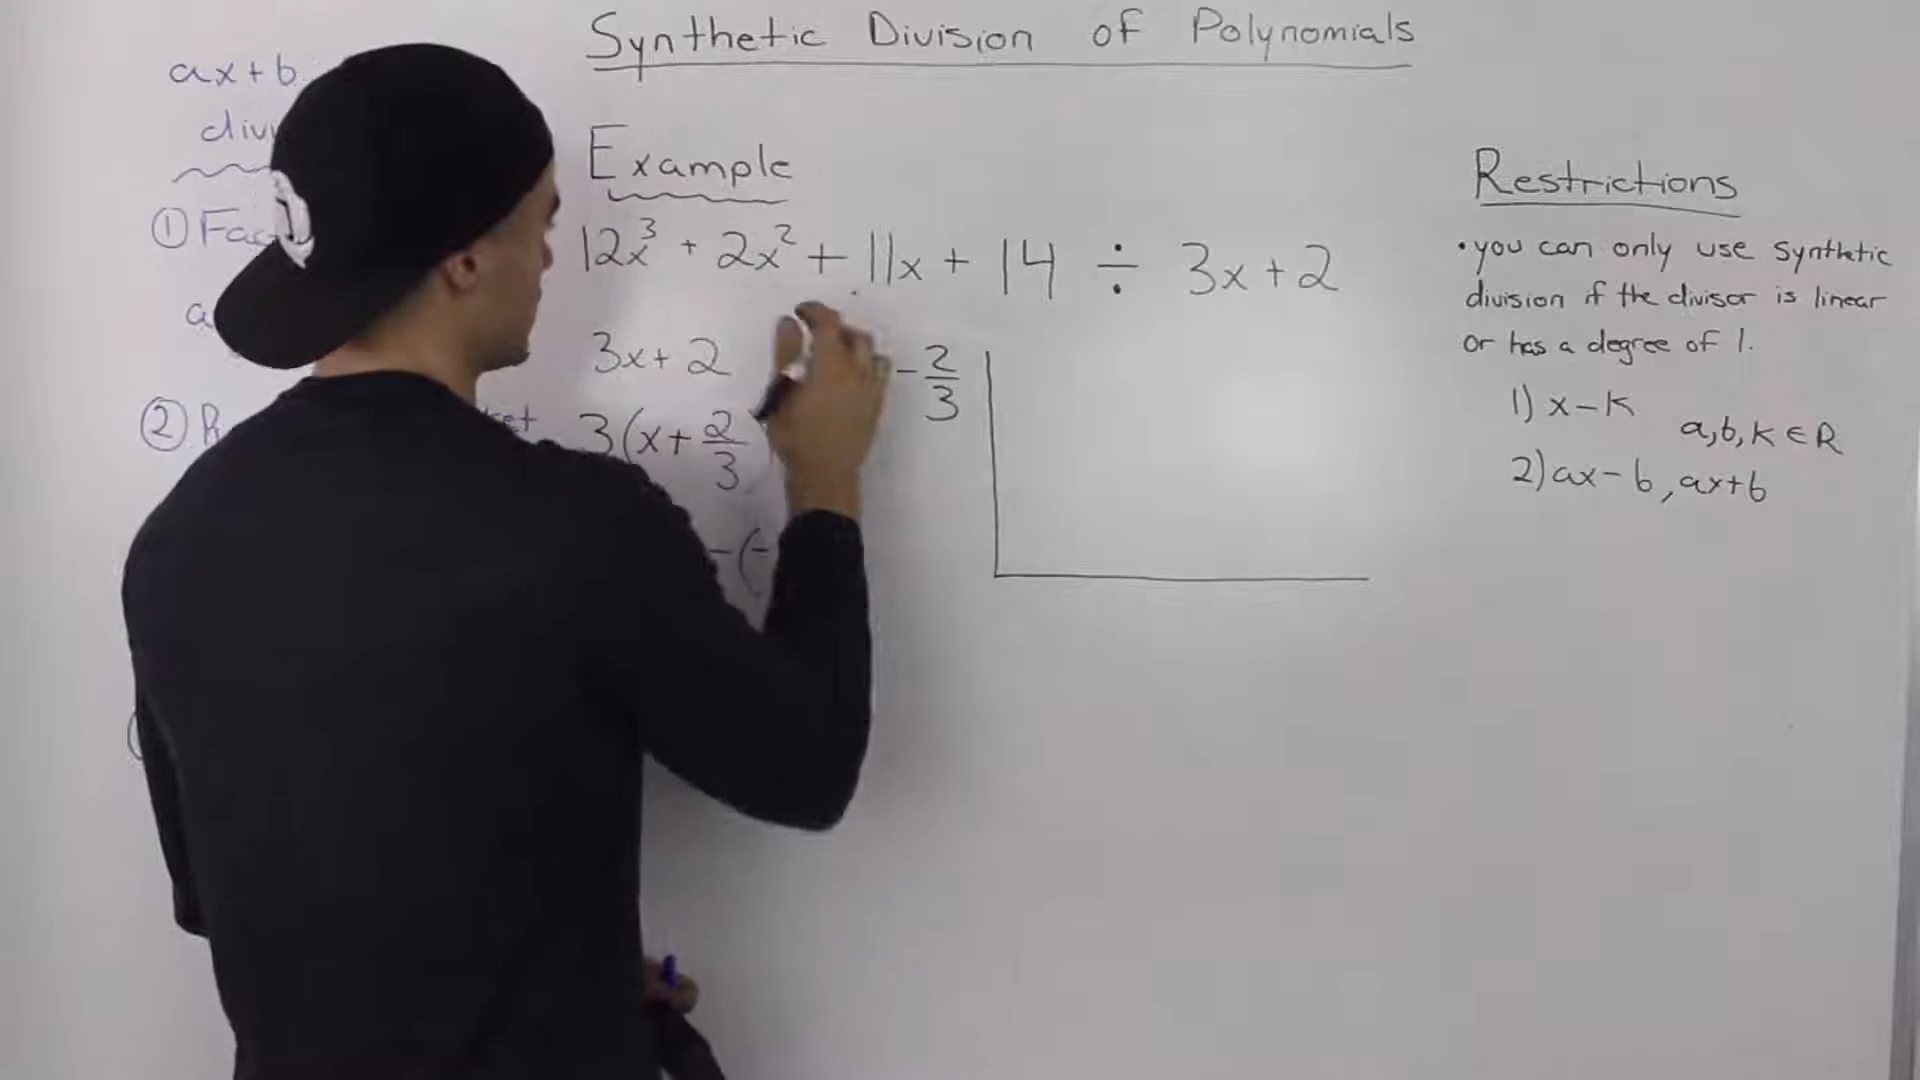 Synthetic Division of Polynomials
ax+b
①
②
Example
12x³ + 2x² + 11x + 14 ÷ 3x+2
3x+2
3(x+2/3
-(-
-2/3
Restrictions
•you can only use synthetic
division if the divisor is linear
or has a degree of 1.
1) x-k
a,b,k∈R
2) ax-b, ax+b